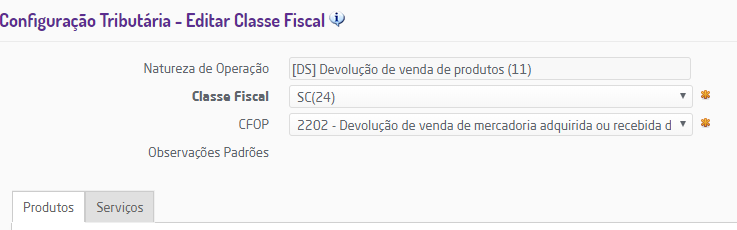 Configuração Tributária - Editar Classe Fiscal
Natureza de Operação [DS] Devolução de venda de produtos (11)
Classe Fiscal SC(24)
CFOP 2202 - Devolução de venda de mercadoria adquirida ou recebida d
Observações Padrões
Produtos Serviços